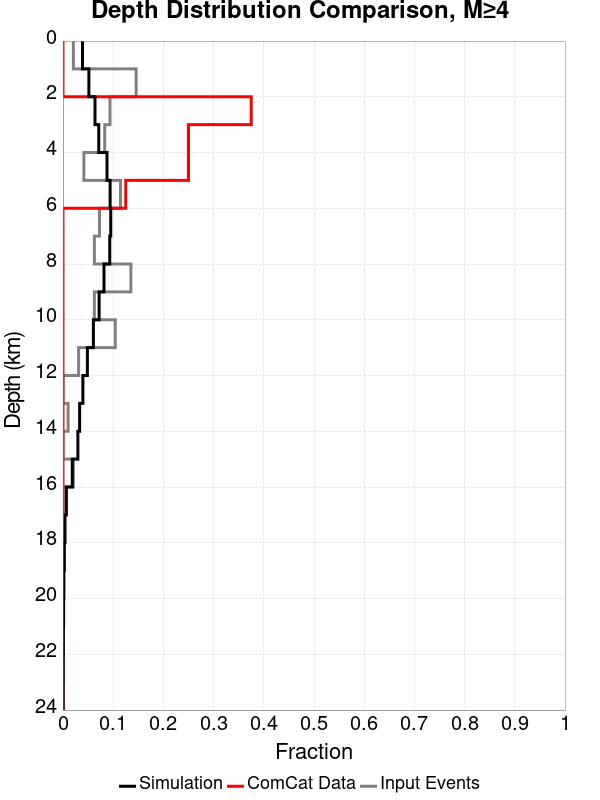 Depth Distribution Comparison, M≥4
0
2
4
6
8
10
12
14
16
18
20
22
24
Depth (km)
0 0.1 0.2 0.3 0.4 0.5 0.6 0.7 0.8 0.9 1
Fraction
Simulation ComCat Data Input Events